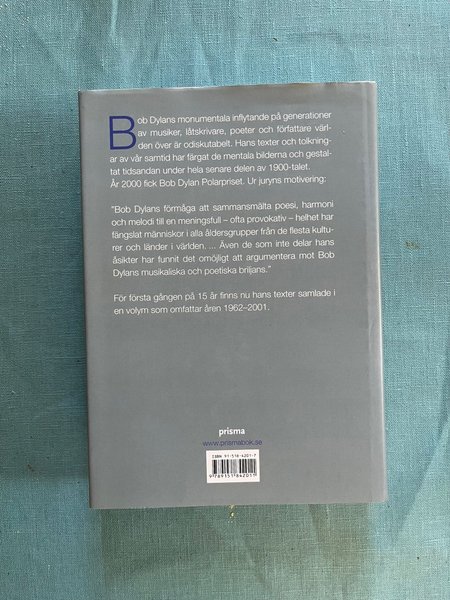 Bob Dylans monumentala inflytande på generationer
av musiker, låtskrivare, poeter och författare värl-
den över är odiskutabelt. Hans texter och tolkning-
ar av vår samtid har färgat de mentala bilderna och gestal-
tat tidsandan under hela senare delen av 1900-talet.
År 2000 fick Bob Dylan Polarpriset. Ur juryns motivering:
"Bob Dylans förmåga att sammansmälta poesi, harmoni
och melodi till en meningsfull – ofta provokativ – helhet har
fängslat människor i alla åldersgrupper från de flesta kultu-
rer och länder i världen. ... Även de som inte delar hans
åsikter har funnit det omöjligt att argumentera mot Bob
Dylans musikaliska och poetiska briljans."
För första gången på 15 år finns nu hans texter samlade i
en volym som omfattar åren 1962–2001.
prisma
www.prismabok.se
ISBN 91-518-4201-7